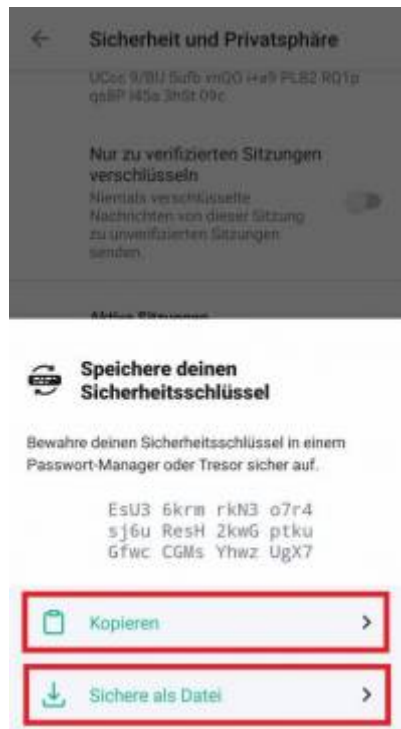 Sicherheit und Privatsphäre
Nur zu verifizierten Sitzungen
verschlüsseln
Niemals verschlüsselte
Nachrichten von dieser Sitzung
zu unverifizierten Sitzungen
senden.
Aktive Sitzungen
Speichere deinen
Sicherheitsschlüssel
Bewahre deinen Sicherheitsschlüssel in einem
Passwort-Manager oder Tresor sicher auf.
EsU3 6krm rkN3 o7r4
sj6u ResH 2kwG ptku
Gfwc CGMs Yhwz UgX7
Kopieren
Sichere als Datei